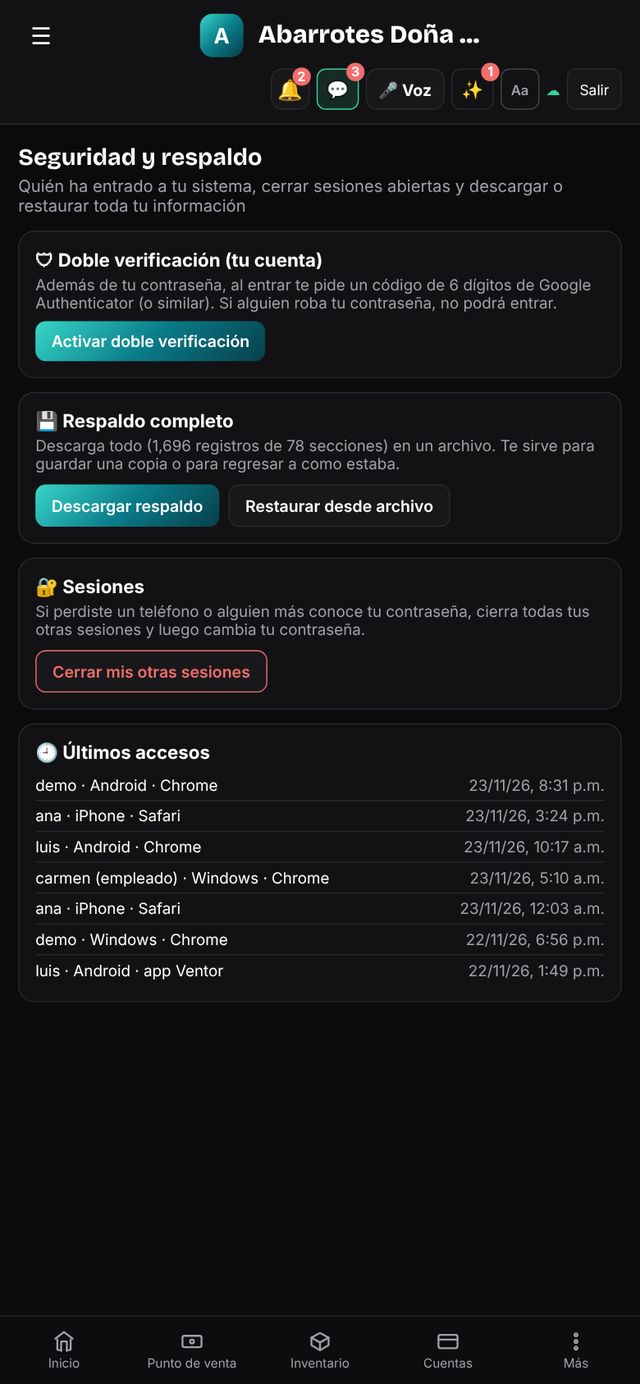 ☰ A Abarrotes Doña ...
🔔 2 💬 3 🎤 Voz ✨ 1 Aa ☁ Salir
Seguridad y respaldo
Quién ha entrado a tu sistema, cerrar sesiones abiertas y descargar o
restaurar toda tu información
🛡 Doble verificación (tu cuenta)
Además de tu contraseña, al entrar te pide un código de 6 dígitos de Google
Authenticator (o similar). Si alguien roba tu contraseña, no podrá entrar.
Activar doble verificación
💾 Respaldo completo
Descarga todo (1,696 registros de 78 secciones) en un archivo. Te sirve para
guardar una copia o para regresar a como estaba.
Descargar respaldo Restaurar desde archivo
🔐 Sesiones
Si perdiste un teléfono o alguien más conoce tu contraseña, cierra todas tus
otras sesiones y luego cambia tu contraseña.
Cerrar mis otras sesiones
🕘 Últimos accesos
demo · Android · Chrome 23/11/26, 8:31 p.m.
ana · iPhone · Safari 23/11/26, 3:24 p.m.
luis · Android · Chrome 23/11/26, 10:17 a.m.
carmen (empleado) · Windows · Chrome 23/11/26, 5:10 a.m.
ana · iPhone · Safari 23/11/26, 12:03 a.m.
demo · Windows · Chrome 22/11/26, 6:56 p.m.
luis · Android · app Ventor 22/11/26, 1:49 p.m.
Inicio Punto de venta Inventario Cuentas Más